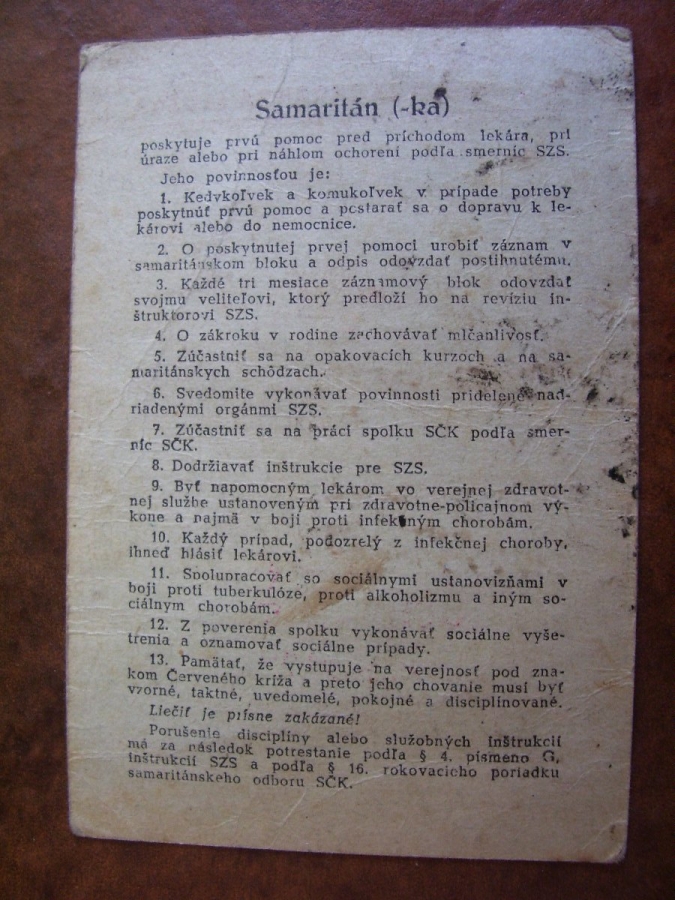 Samaritán (-ka)
poskytuje prvú pomoc pred príchodom lekára, pri
úraze alebo pri náhlom ochorení podľa smerníc SZS.
Jeho povinnosťou je:
1. Kedykoľvek a komukoľvek v prípade potreby
poskytnúť prvú pomoc a postarať sa o dopravu k le-
károvi alebo do nemocnice.
2. O poskytnutej prvej pomoci urobiť záznam v
samaritánskom bloku a odpis odovzdať postihnutému.
3. Každé tri mesiace záznamový blok odovzdať
svojmu veliteľovi, ktorý predloží ho na revíziu in-
štruktorovi SZS.
4. O zákroku v rodine zachovávať mlčanlivosť.
5. Zúčastniť sa na opakovacích kurzoch a na sa-
maritánskych schôdzach.
6. Svedomite vykonávať povinnosti pridelené nad-
riadenými orgánmi SZS.
7. Zúčastniť sa na práci spolku SČK podľa smer-
níc SČK.
8. Dodržiavať inštrukcie pre SZS.
9. Byť napomocným lekárom vo verejnej zdravot-
nej službe ustanoveným pri zdravotne-policajnom vý-
kone a najmä v boji proti infekčným chorobám.
10. Každý prípad, podozrelý z infekčnej choroby,
ihneď hlásiť lekárovi.
11. Spolupracovať so sociálnymi ustanovizňami v
boji proti tuberkulóze, proti alkoholizmu a iným so-
ciálnym chorobám.
12. Z poverenia spolku vykonávať sociálne vyše-
trenia a oznamovať sociálne prípady.
13. Pamätať, že vystupuje na verejnosť pod zna-
kom Červeného kríža a preto jeho chovanie musí byť
vzorné, taktné, uvedomelé, pokojné a disciplinované.
Liečiť je prísne zakázané!
Porušenie disciplíny alebo služobných inštrukcií
má za následok potrestanie podľa § 4. písmeno G,
inštrukcií SZS a podľa § 16. rokovacieho poriadku
samaritánskeho odboru SČK.